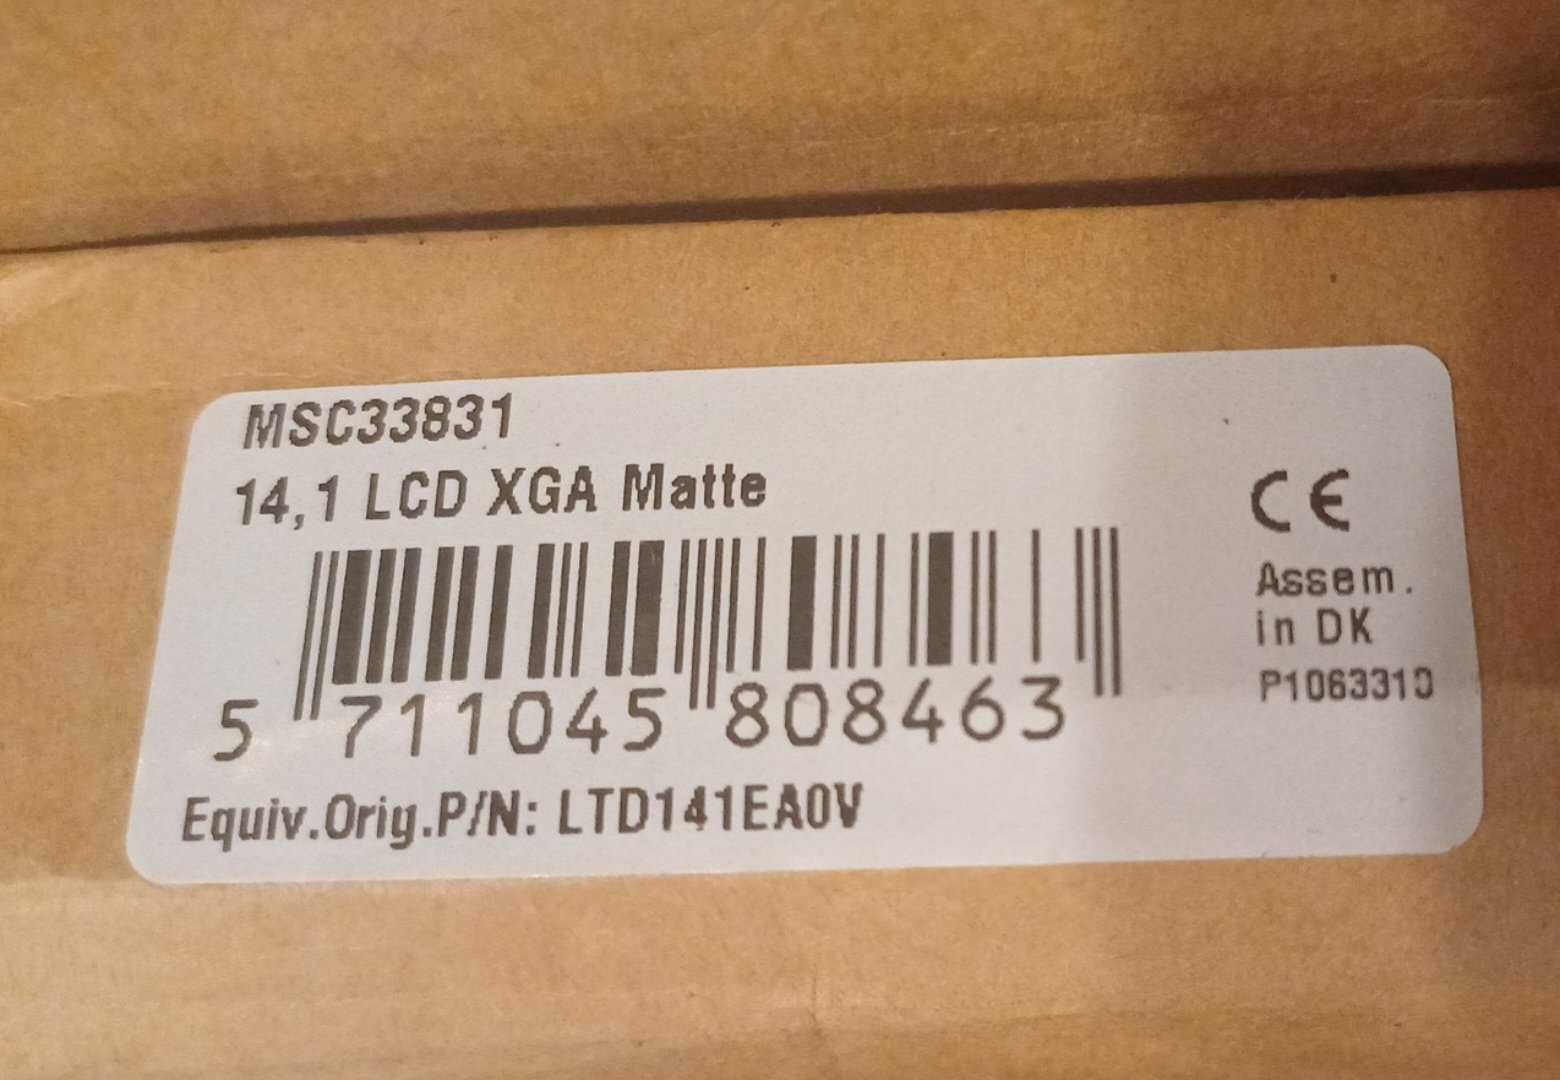 MSC33831
14,1 LCD XGA Matte
CE
Assem.
in DK
P1063310
5 711045 808463
Equiv.Orig.P/N: LTD141EA0V